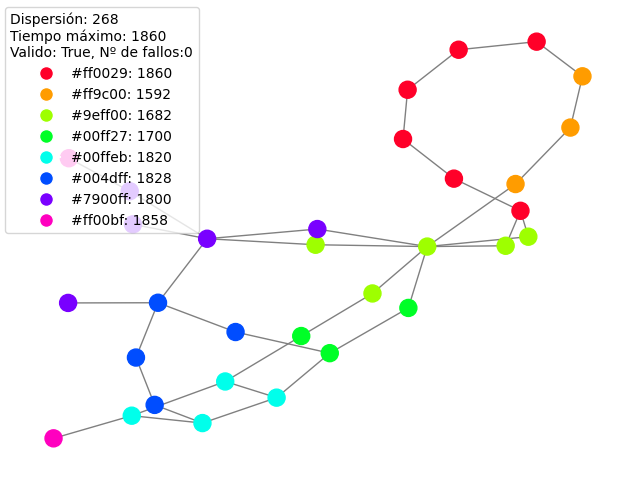 Dispersión: 268
Tiempo máximo: 1860
Valido: True, Nº de fallos:0
#ff0029: 1860
#ff9c00: 1592
#9eff00: 1682
#00ff27: 1700
#00ffeb: 1820
#004dff: 1828
#7900ff: 1848
#ff00bf: 1858